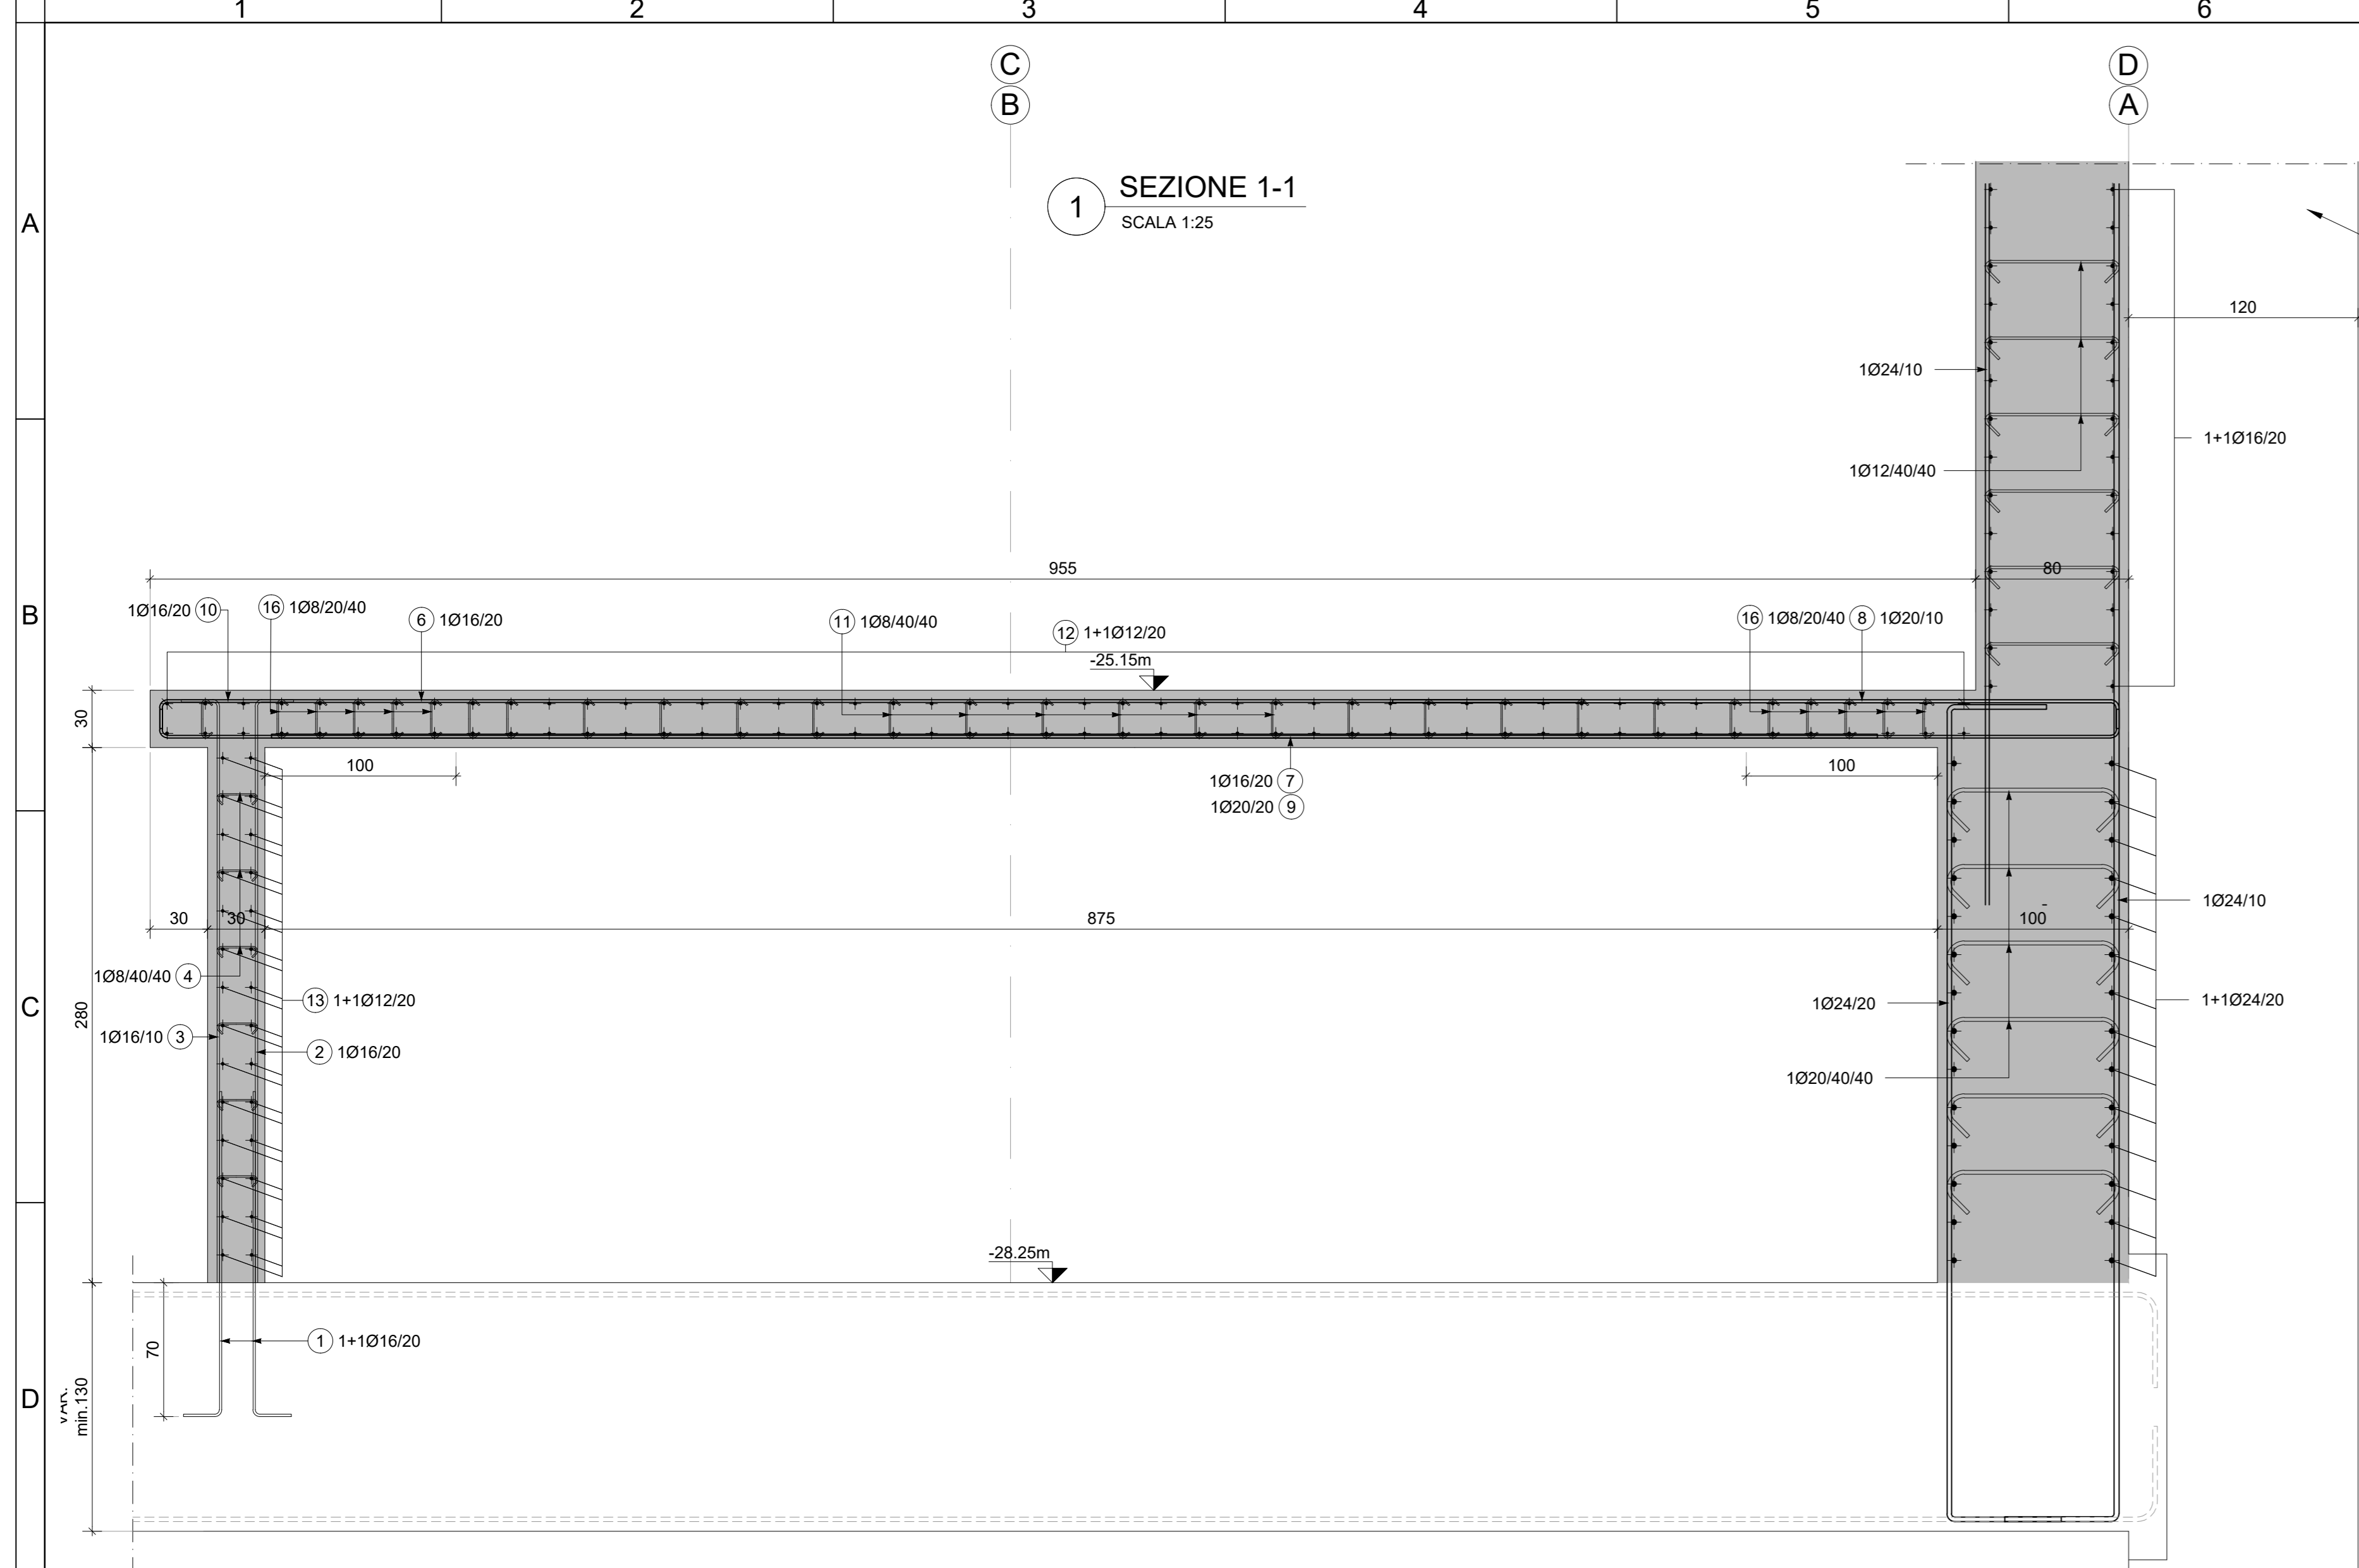 1 2 3 4 5 6
C D
B A
1 SEZIONE 1-1
SCALA 1:25
A
120
1Ø24/10
1+1Ø16/20
1Ø12/40/40
955 80
B
1Ø16/20 10
16 1Ø8/20/40
6 1Ø16/20
11 1Ø8/40/40
12 1+1Ø12/20
16 1Ø8/20/40
8 1Ø20/10
-25.15m
30
100
100
1Ø16/20 7
1Ø20/20 9
1Ø24/10
30 30 875 100
1Ø8/40/40 4
C
280
13 1+1Ø12/20
1Ø24/20
1+1Ø24/20
1Ø16/10 3
2 1Ø16/20
1Ø20/40/40
-28.25m
70
1 1+1Ø16/20
D
min.130